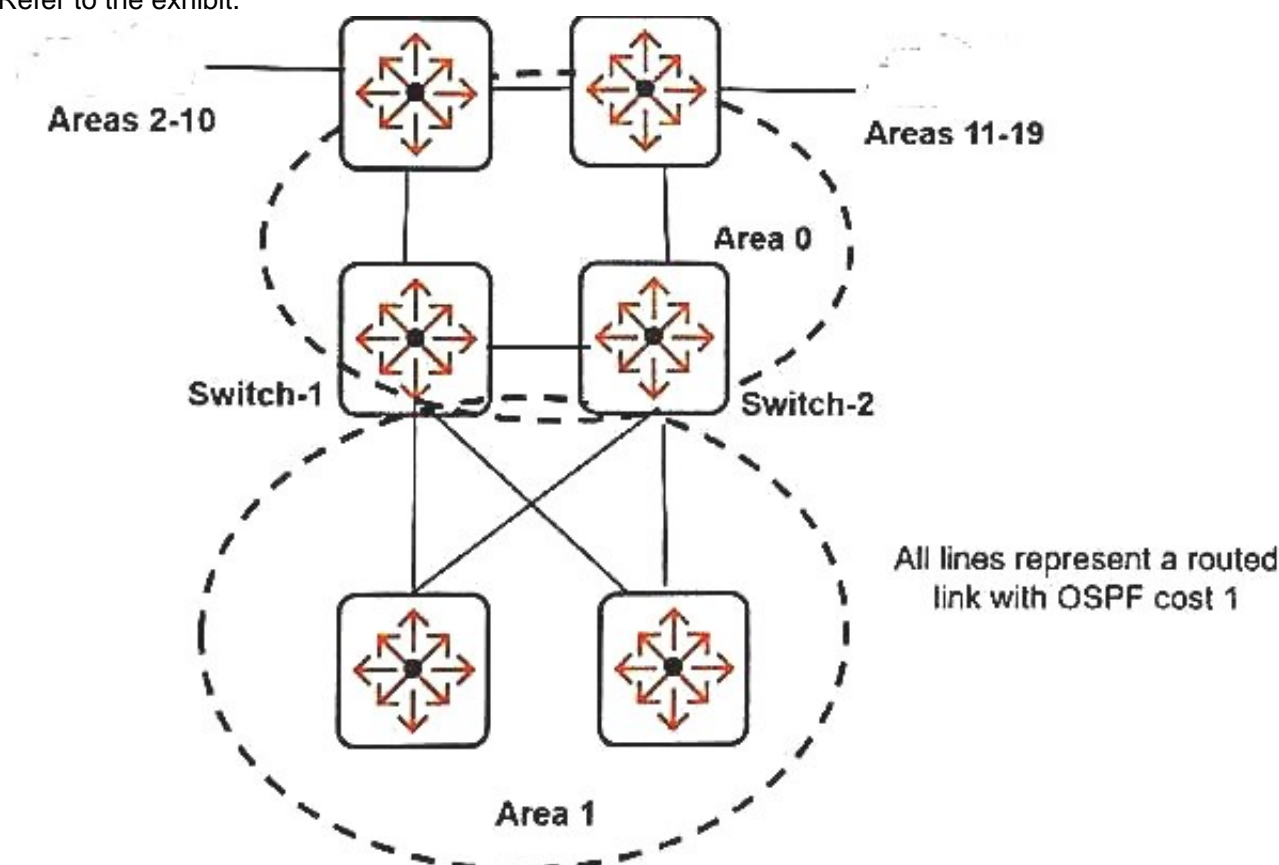 Refer to the exhibit.
Areas 2-10
Areas 11-19
Area 0
Switch-1
Switch-2
All lines represent a routed
link with OSPF cost 1
Area 1